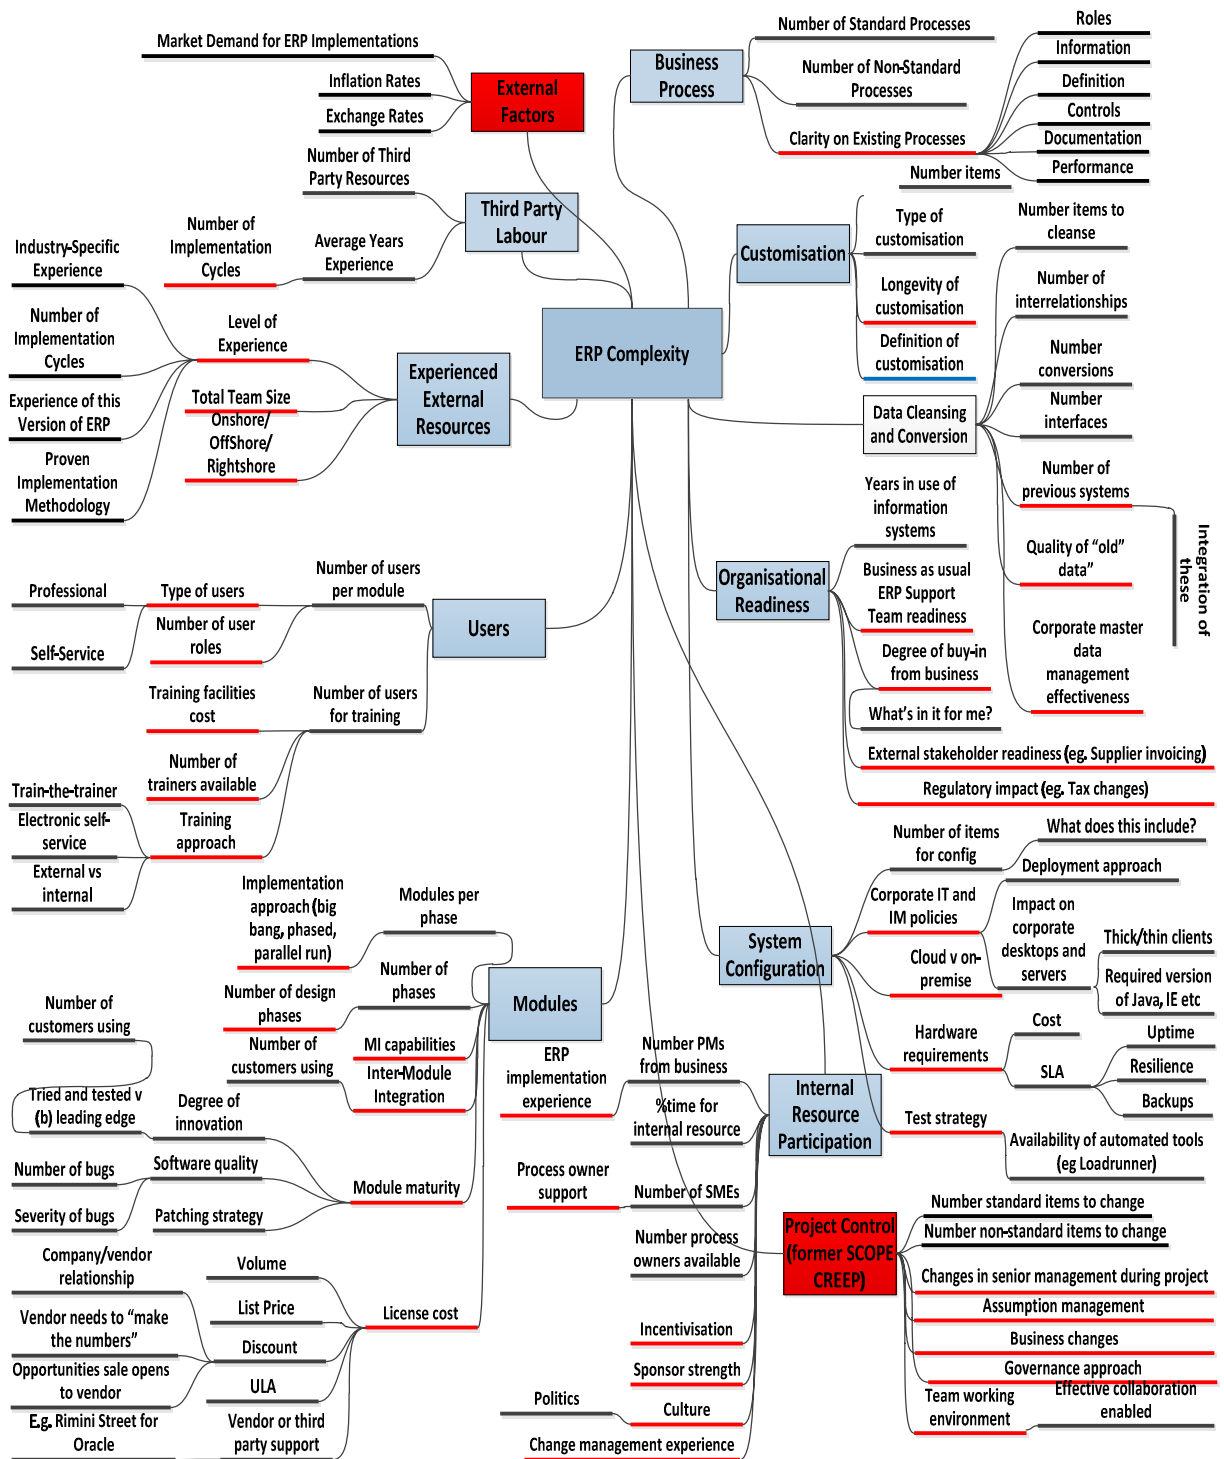 Market Demand for ERP Implementations
Inflation Rates
Exchange Rates
External
Factors
Number of Third
Party Resources
Average Years
Experience
Number of
Implementation
Cycles
Third Party
Labour
Industry-Specific
Experience
Number of
Implementation
Cycles
Experience of this
Version of ERP
Proven
Implementation
Methodology
Level of
Experience
Total Team Size
Onshore/
OffShore/
Rightshore
Experienced
External
Resources
ERP Complexity
Business
Process
Number of Standard Processes
Number of Non-Standard
Processes
Clarity on Existing Processes
Roles
Information
Definition
Controls
Documentation
Performance
Customisation
Number items
Type of
customisation
Longevity of
customisation
Definition of
customisation
Data Cleansing
and Conversion
Number items to
cleanse
Number of
interrelationships
Number
conversions
Number
interfaces
Number of
previous systems
Integration of
these
Quality of “old”
data”
Corporate master
data
management
effectiveness
Organisational
Readiness
Years in use of
information
systems
Business as usual
ERP Support
Team readiness
Degree of buy-in
from business
What’s in it for me?
External stakeholder readiness (eg. Supplier invoicing)
Regulatory impact (eg. Tax changes)
Users
Number of users
per module
Type of users
Professional
Self-Service
Number of user
roles
Number of users
for training
Training facilities
cost
Number of
trainers available
Training
approach
Train-the-trainer
Electronic self-
service
External vs
internal
Modules
Modules per
phase
Implementation
approach (big
bang, phased,
parallel run)
Number of
phases
Number of design
phases
MI capabilities
Inter-Module
Integration
Number of
customers using
Module maturity
Degree of
innovation
Tried and tested v
(b) leading edge
Number of
customers using
Software quality
Number of bugs
Severity of bugs
Patching strategy
License cost
Volume
List Price
Discount
Company/vendor
relationship
Vendor needs to “make
the numbers”
Opportunities sale opens
to vendor
ULA
Vendor or third
party support
E.g. Rimini Street for
Oracle
System
Configuration
Number of items
for config
What does this include?
Corporate IT and
IM policies
Deployment approach
Impact on
corporate
desktops and
servers
Thick/thin clients
Required version
of Java, IE etc
Cloud v on-
premise
Hardware
requirements
Cost
SLA
Uptime
Resilience
Backups
Test strategy
Availability of automated tools
(eg Loadrunner)
Internal
Resource
Participation
Number PMs
from business
ERP
implementation
experience
%time for
internal resource
Number of SMEs
Process owner
support
Number process
owners available
Incentivisation
Sponsor strength
Culture
Politics
Change management experience
Project Control
(former SCOPE
CREEP)
Number standard items to change
Number non-standard items to change
Changes in senior management during project
Assumption management
Business changes
Governance approach
Team working
environment
Effective collaboration
enabled